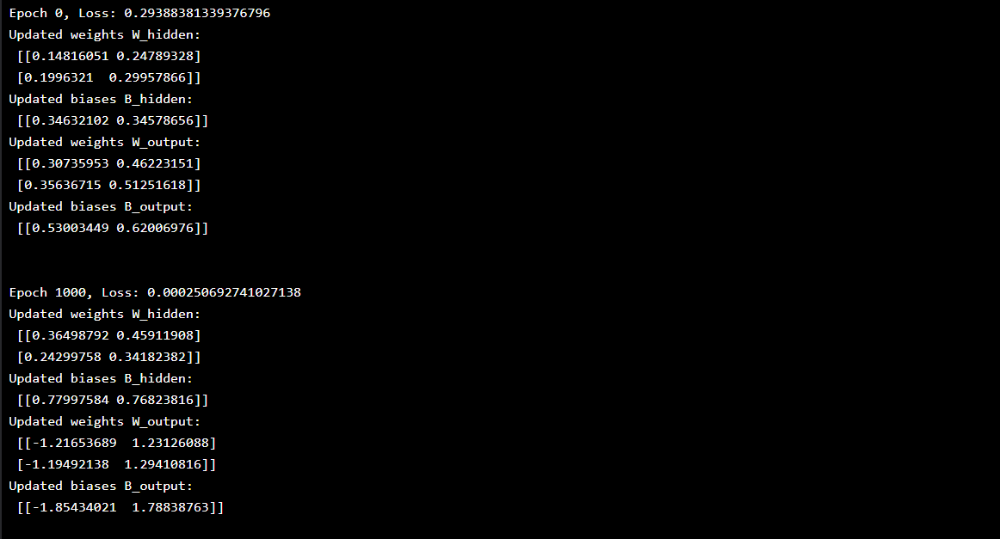 Epoch 0, Loss: 0.29388381339376796
Updated weights W_hidden:
[[0.14816051 0.24789328]
[0.1996321  0.29957866]]
Updated biases B_hidden:
[[0.34632102 0.34578656]]
Updated weights W_output:
[[0.30735953 0.46223151]
[0.35636715 0.51251618]]
Updated biases B_output:
[[0.53003449 0.62006976]]
Epoch 1000, Loss: 0.000250692741027138
Updated weights W_hidden:
[[0.36498792 0.45911908]
[0.24299758 0.34182382]]
Updated biases B_hidden:
[[0.77997584 0.76823816]]
Updated weights W_output:
[[-1.21653689  1.23126088]
[-1.19492138  1.29410816]]
Updated biases B_output:
[[-1.85434021  1.78838763]]